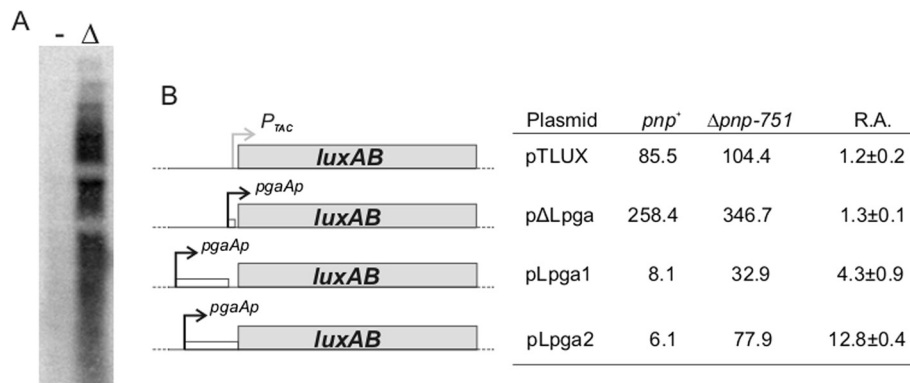 A
- Δ
B
P_TAC
luxAB
pgaAp
luxAB
pgaAp
luxAB
pgaAp
luxAB
Plasmid pnp⁺ Δpnp-751 R.A.
pTLUX 85.5 104.4 1.2±0.2
pΔLpga 258.4 346.7 1.3±0.1
pLpga1 8.1 32.9 4.3±0.9
pLpga2 6.1 77.9 12.8±0.4